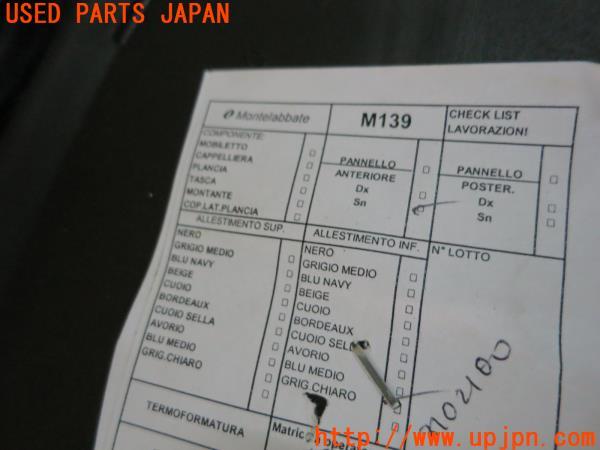 USED PARTS JAPAN
Montelabbate
M139
CHECK LIST
LAVORAZIONI
COMPONENTE:
MOBILETTO
CAPPELLIERA
PLANCIA
TASCA
MONTANTE
COP.LAT.PLANCIA
PANNELLO
ANTERIORE
Dx
Sn
PANNELLO
POSTER.
Dx
Sn
ALLESTIMENTO SUP.
NERO
GRIGIO MEDIO
BLU NAVY
BEIGE
CUOIO
BORDEAUX
CUOIO SELLA
AVORIO
BLU MEDIO
GRIG.CHIARO
ALLESTIMENTO INF.
NERO
GRIGIO MEDIO
BLU NAVY
BEIGE
CUOIO
BORDEAUX
CUOIO SELLA
AVORIO
BLU MEDIO
GRIG.CHIARO
N° LOTTO
TERMOFORMATURA
Matric
http://www.upjpn.com